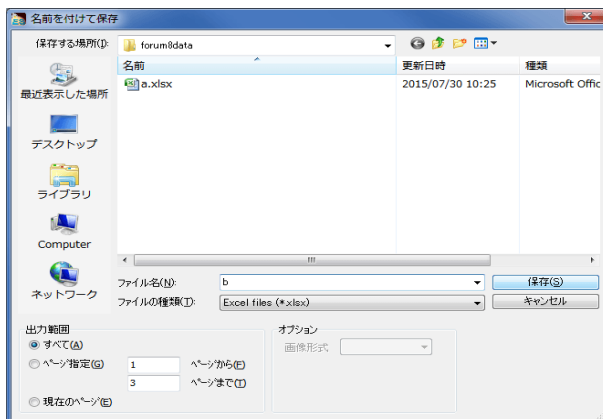 名前を付けて保存
保存する場所(I):
forum8data
名前
更新日時
種類
a.xlsx
2015/07/30 10:25
Microsoft Offic
最近表示した場所
デスクトップ
ライブラリ
Computer
ネットワーク
ファイル名(N):
b
保存(S)
ファイルの種類(T):
Excel files (*.xlsx)
キャンセル
出力範囲
すべて(A)
ページ指定(G)
1
ページから(F)
3
ページまで(T)
現在のページ(E)
オプション
画像形式